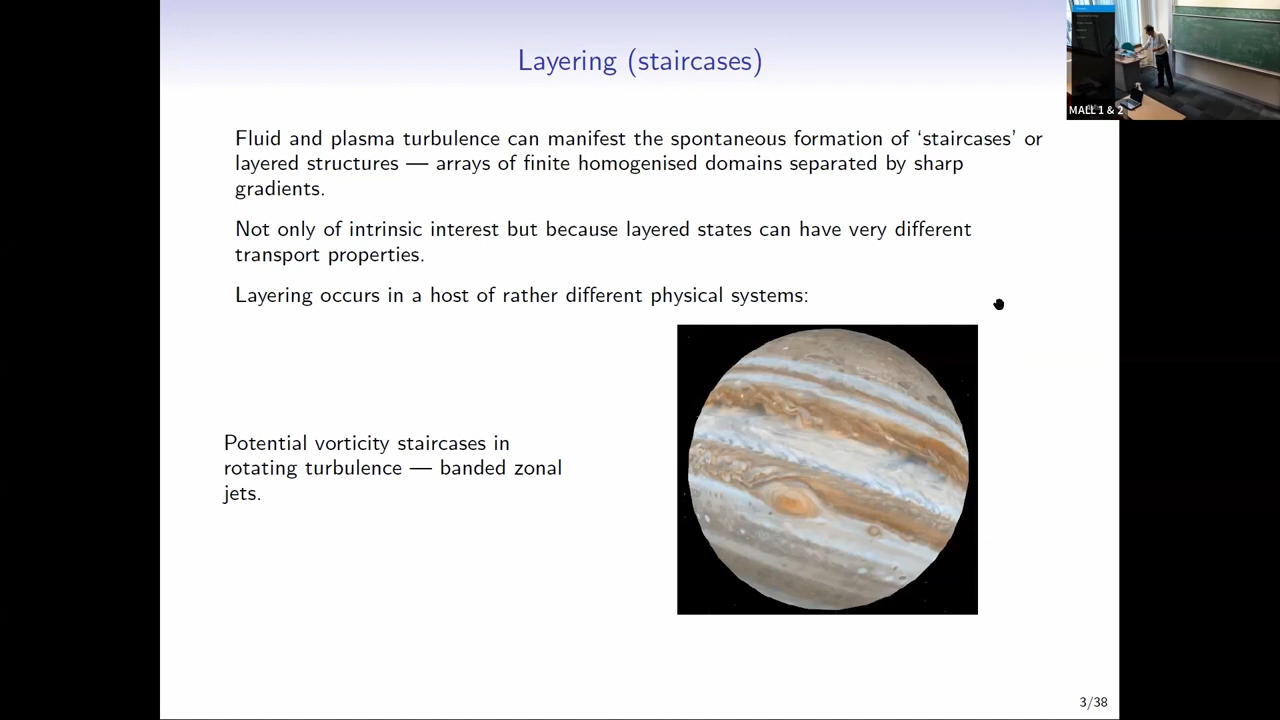 Layering (staircases)
MALL 1 & 2
Fluid and plasma turbulence can manifest the spontaneous formation of ‘staircases’ or
layered structures — arrays of finite homogenised domains separated by sharp
gradients.
Not only of intrinsic interest but because layered states can have very different
transport properties.
Layering occurs in a host of rather different physical systems:
Potential vorticity staircases in
rotating turbulence — banded zonal
jets.
3/38